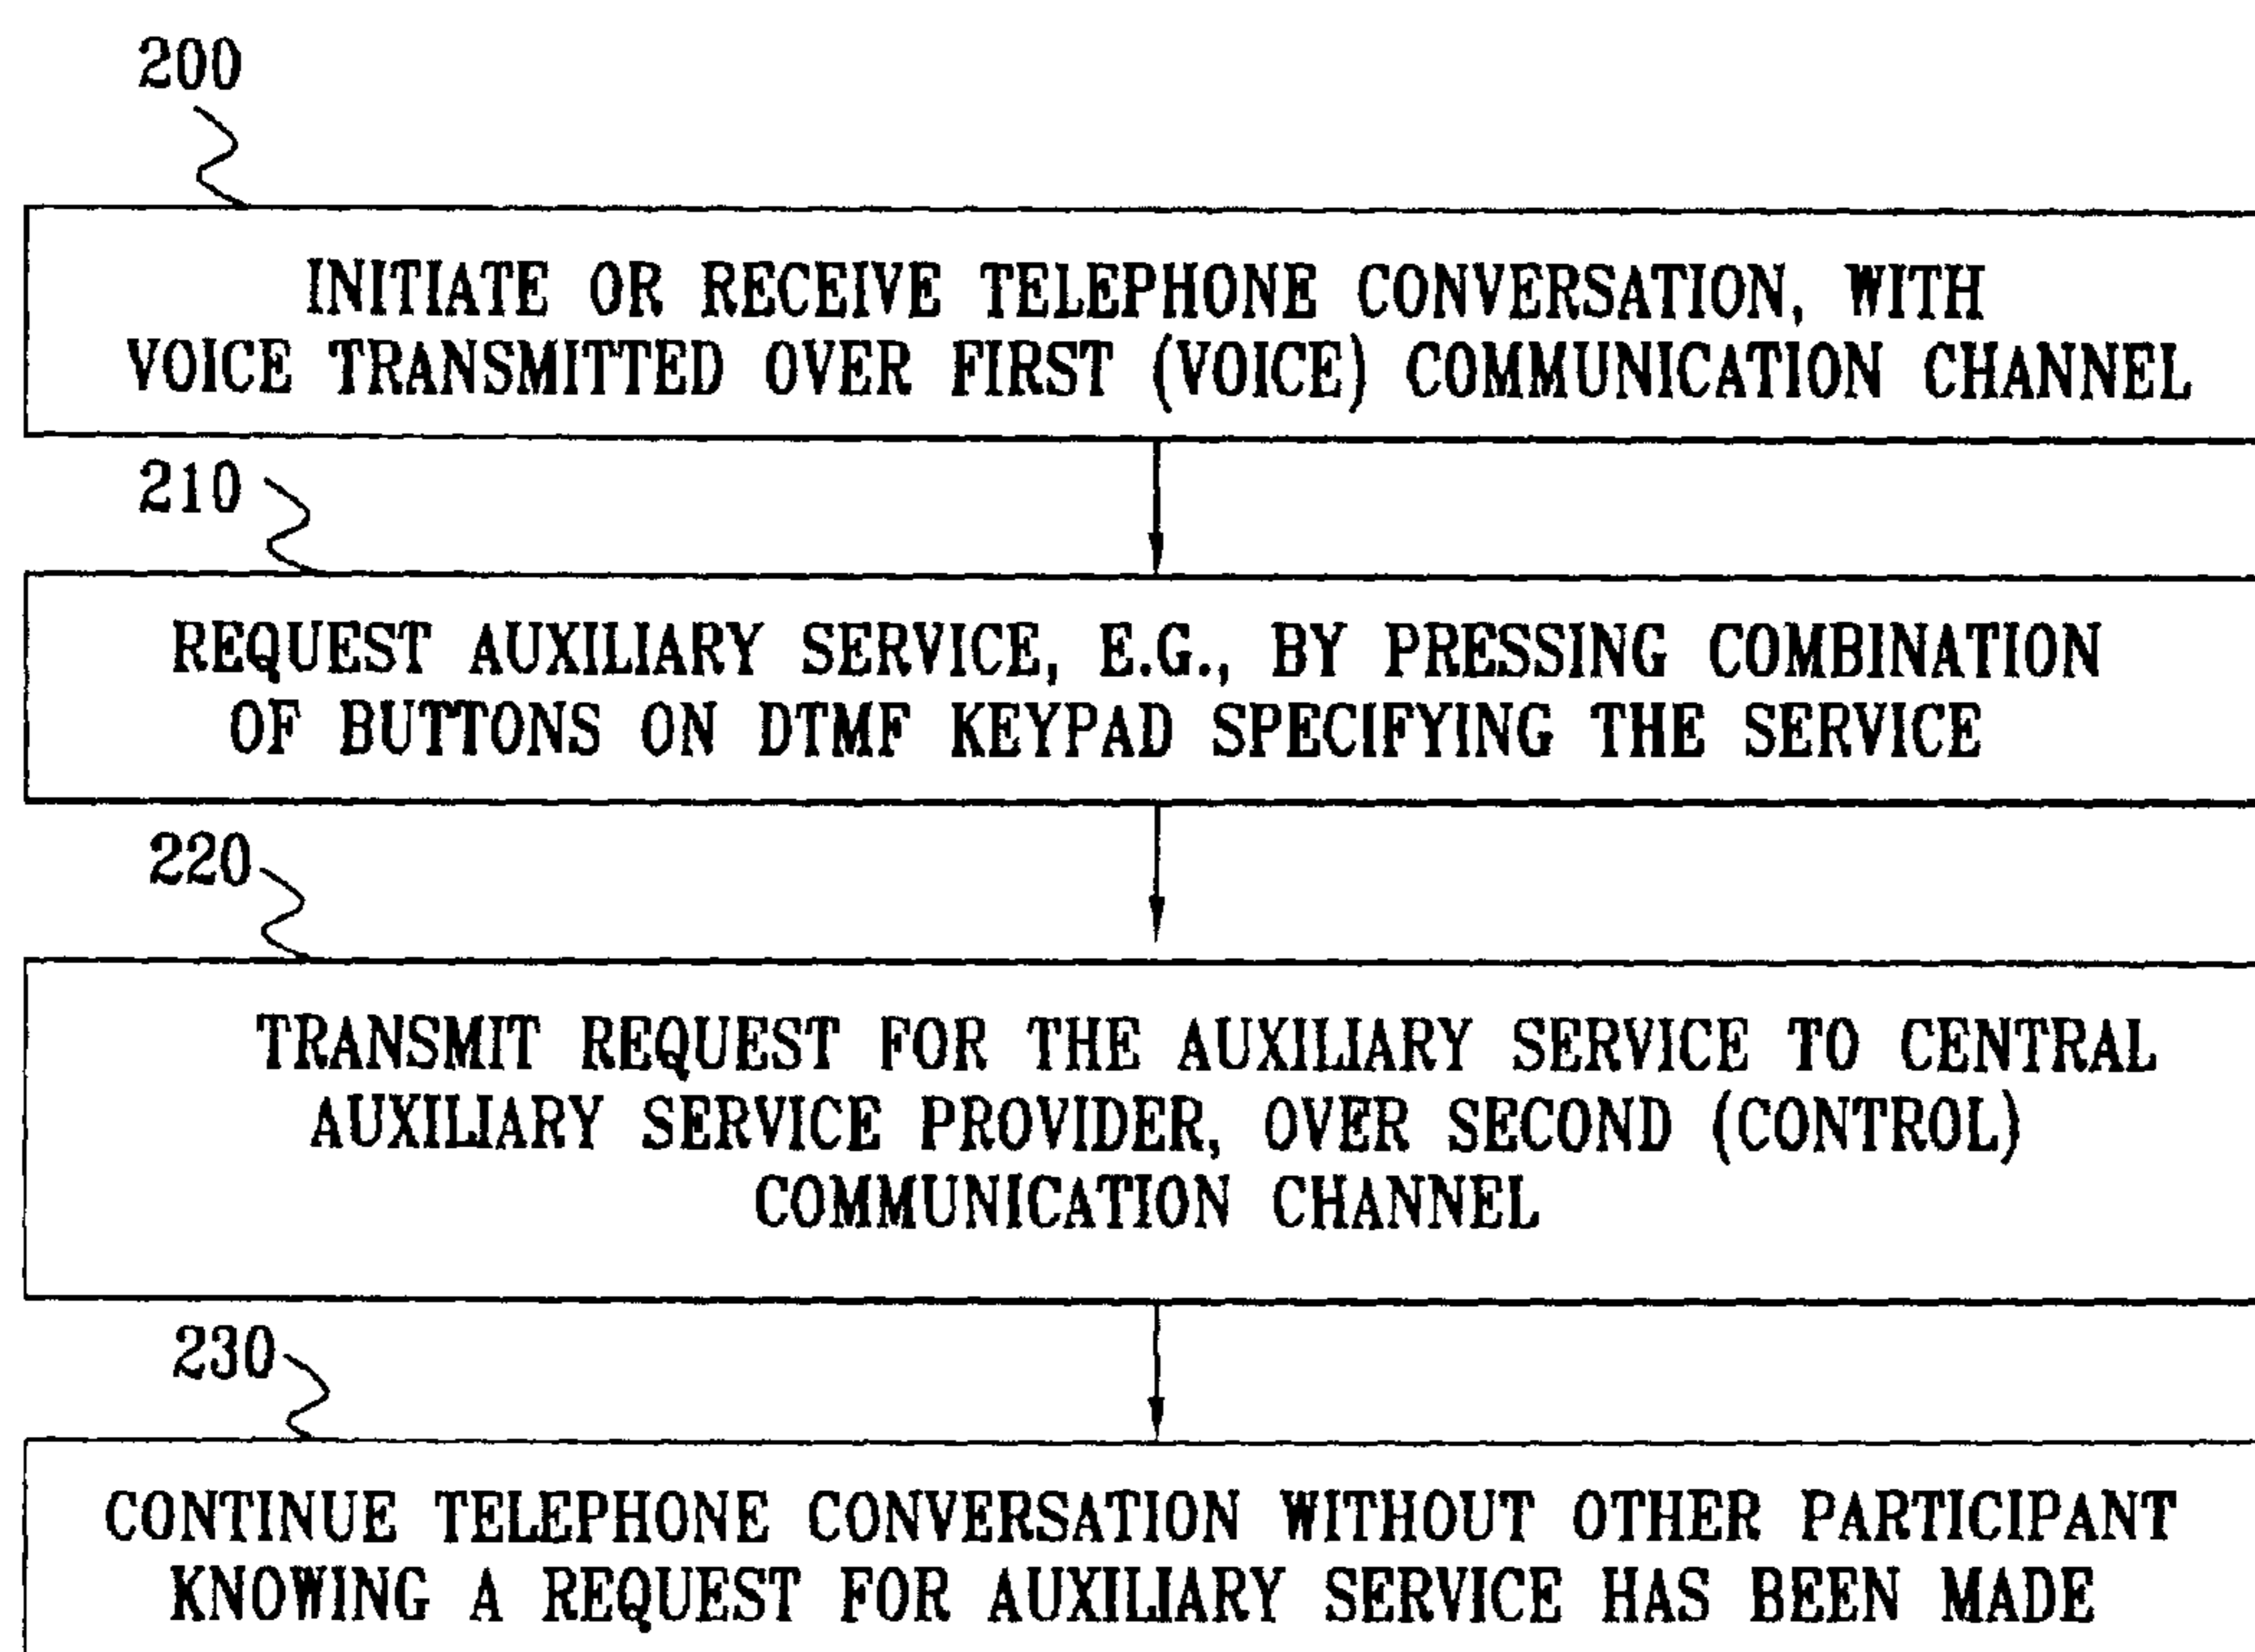 200
INITIATE OR RECEIVE TELEPHONE CONVERSATION, WITH
VOICE TRANSMITTED OVER FIRST (VOICE) COMMUNICATION CHANNEL
210
REQUEST AUXILIARY SERVICE, E.G., BY PRESSING COMBINATION
OF BUTTONS ON DTMF KEYPAD SPECIFYING THE SERVICE
220
TRANSMIT REQUEST FOR THE AUXILIARY SERVICE TO CENTRAL
AUXILIARY SERVICE PROVIDER, OVER SECOND (CONTROL)
COMMUNICATION CHANNEL
230
CONTINUE TELEPHONE CONVERSATION WITHOUT OTHER PARTICIPANT
KNOWING A REQUEST FOR AUXILIARY SERVICE HAS BEEN MADE